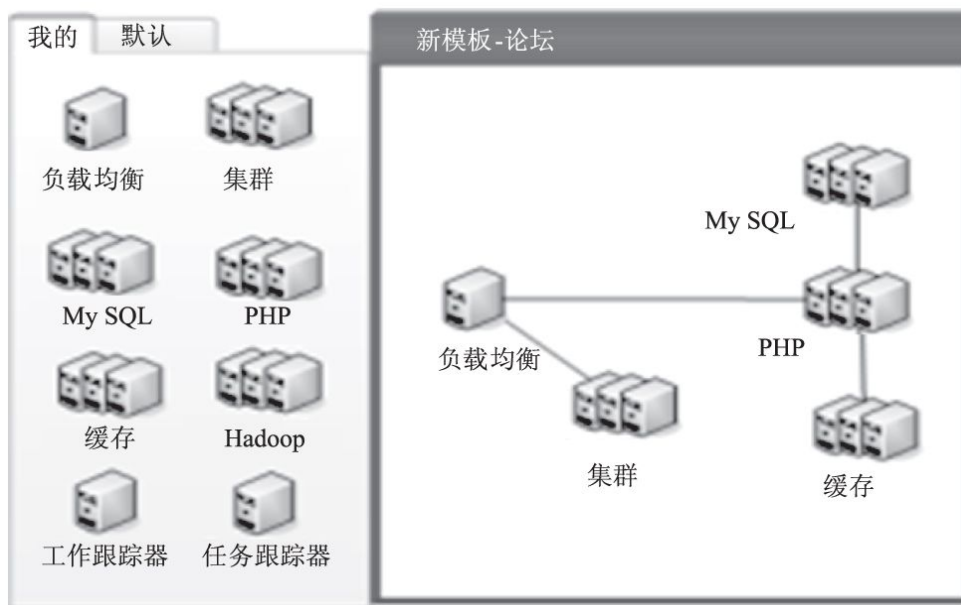 我的
默认
负载均衡
集群
My SQL
PHP
缓存
Hadoop
工作跟踪器
任务跟踪器
新模板-论坛
My SQL
负载均衡
PHP
集群
缓存